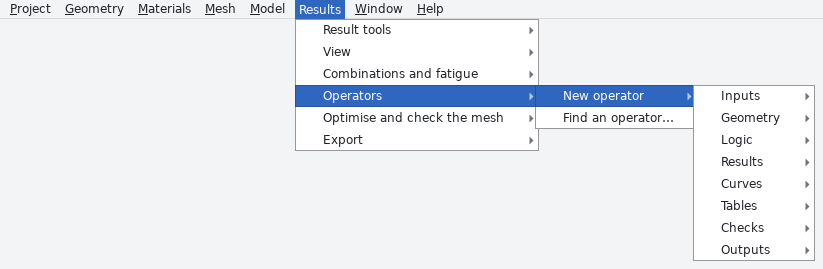 Project Geometry Materials Mesh Model Results Window Help
Result tools
View
Combinations and fatigue
Operators
Optimise and check the mesh
Export
New operator
Find an operator...
Inputs
Geometry
Logic
Results
Curves
Tables
Checks
Outputs